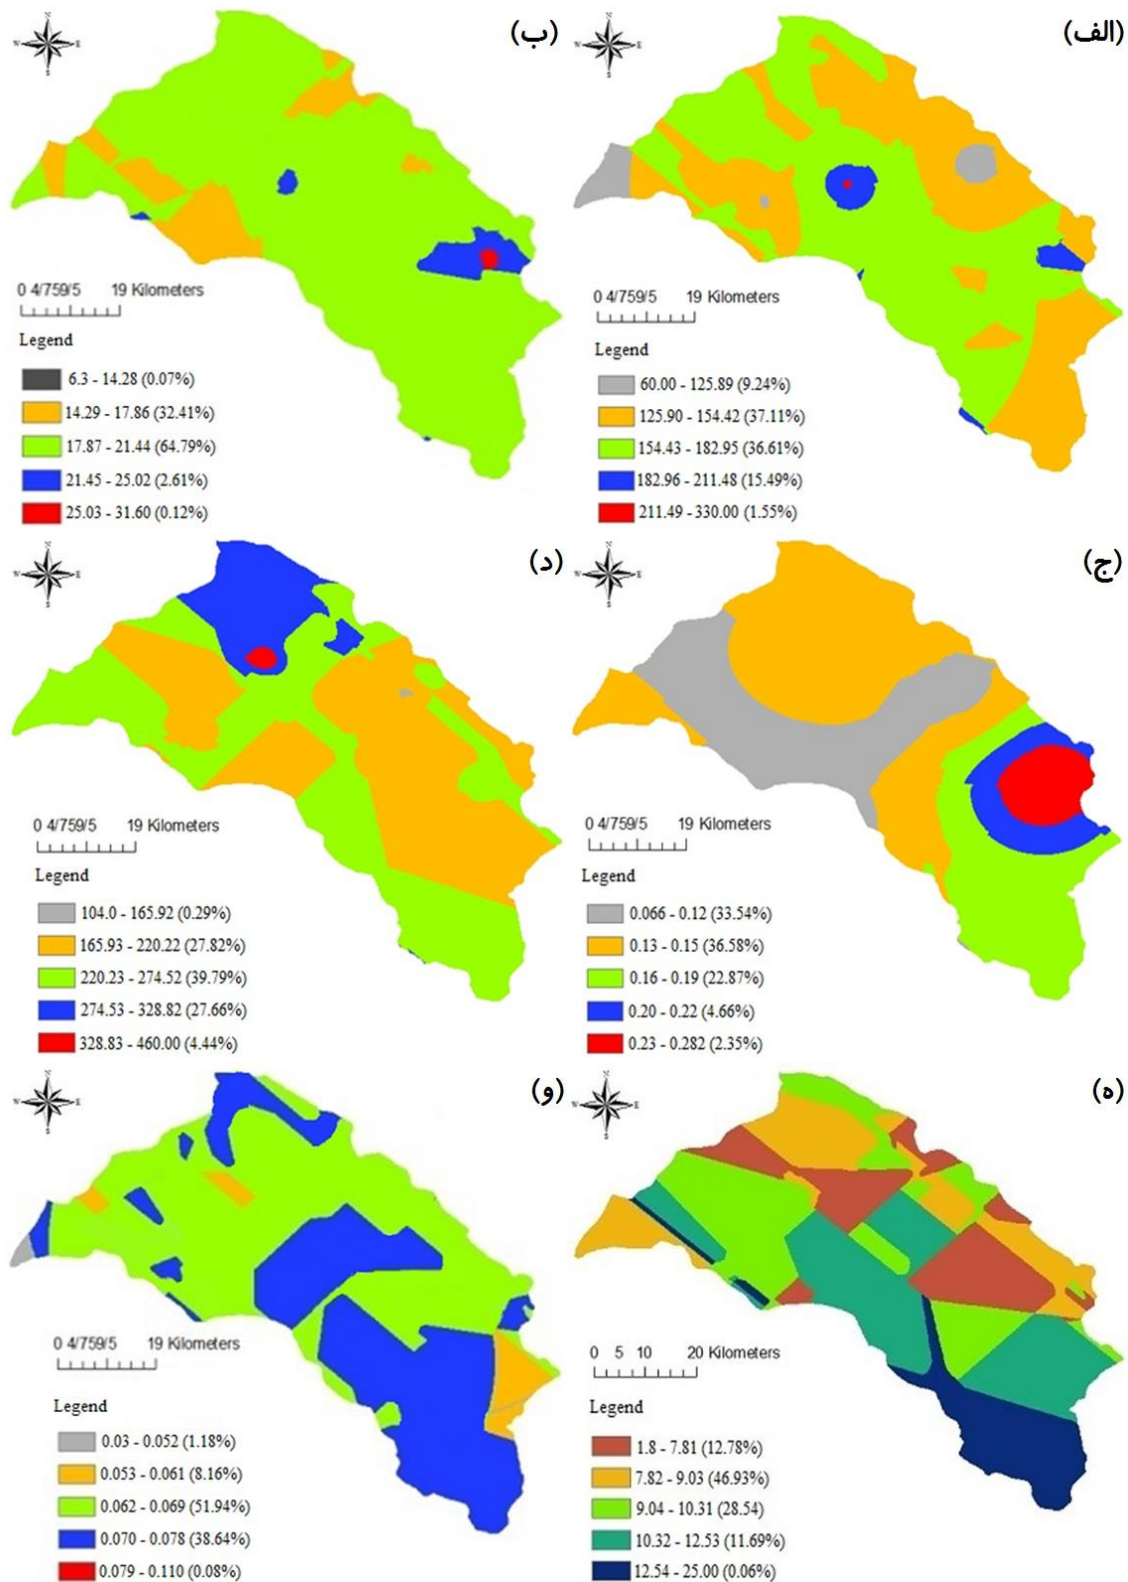 (الف)
N
W E
S
0 4/759/5 19 Kilometers
Legend
60.00 - 125.89 (9.24%)
125.90 - 154.42 (37.11%)
154.43 - 182.95 (36.61%)
182.96 - 211.48 (15.49%)
211.49 - 330.00 (1.55%)
(ب)
N
W E
S
0 4/759/5 19 Kilometers
Legend
6.3 - 14.28 (0.07%)
14.29 - 17.86 (32.41%)
17.87 - 21.44 (64.79%)
21.45 - 25.02 (2.61%)
25.03 - 31.60 (0.12%)
(ج)
N
W E
S
0 4/759/5 19 Kilometers
Legend
0.066 - 0.12 (33.54%)
0.13 - 0.15 (36.58%)
0.16 - 0.19 (22.87%)
0.20 - 0.22 (4.66%)
0.23 - 0.282 (2.35%)
(د)
N
W E
S
0 4/759/5 19 Kilometers
Legend
104.0 - 165.92 (0.29%)
165.93 - 220.22 (27.82%)
220.23 - 274.52 (39.79%)
274.53 - 328.82 (27.66%)
328.83 - 460.00 (4.44%)
(ه)
N
W E
S
0 5 10 20 Kilometers
Legend
1.8 - 7.81 (12.78%)
7.82 - 9.03 (46.93%)
9.04 - 10.31 (28.54)
10.32 - 12.53 (11.69%)
12.54 - 25.00 (0.06%)
(و)
N
W E
S
0 4/759/5 19 Kilometers
Legend
0.03 - 0.052 (1.18%)
0.053 - 0.061 (8.16%)
0.062 - 0.069 (51.94%)
0.070 - 0.078 (38.64%)
0.079 - 0.110 (0.08%)